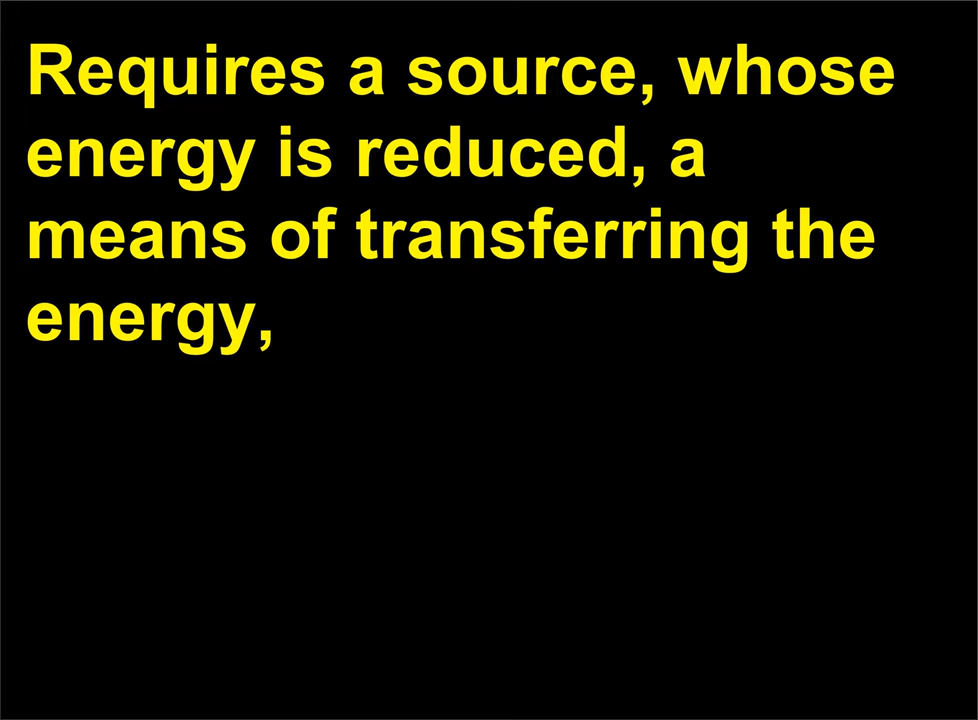 Requires a source, whose
energy is reduced, a
means of transferring the
energy,